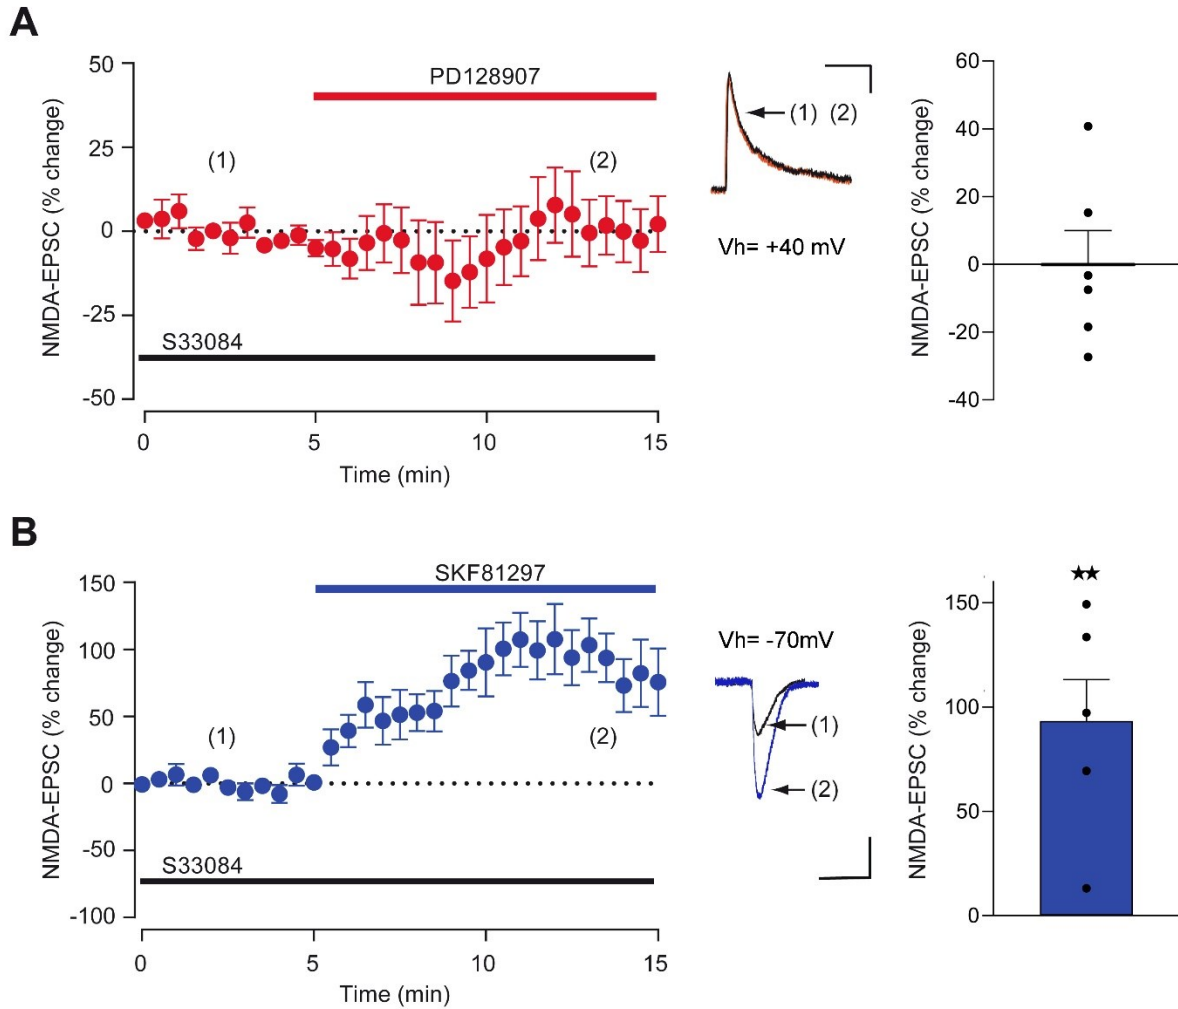 A
NMDA-EPSC (% change)
50
25
0
-25
-50
PD128907
(1)
(2)
S33084
0
5
10
15
Time (min)
(1) (2)
Vh= +40 mV
NMDA-EPSC (% change)
60
40
20
0
-20
-40
B
NMDA-EPSC (% change)
150
100
50
0
-50
-100
SKF81297
(1)
(2)
S33084
0
5
10
15
Time (min)
Vh= -70mV
(1)
(2)
NMDA-EPSC (% change)
150
100
50
0
★★